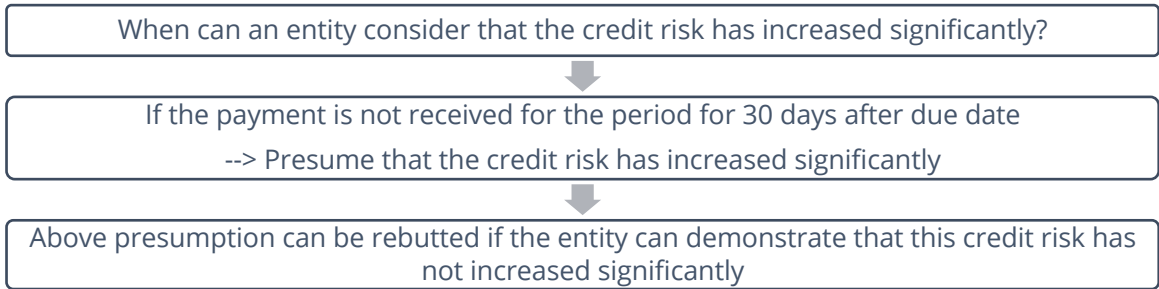 When can an entity consider that the credit risk has increased significantly?
If the payment is not received for the period for 30 days after due date
--> Presume that the credit risk has increased significantly
Above presumption can be rebutted if the entity can demonstrate that this credit risk has
not increased significantly